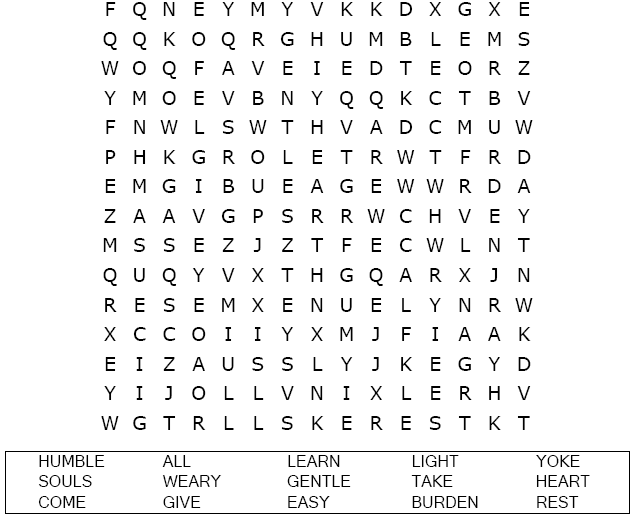 F Q N E Y M Y V K K D X G X E
Q Q K O Q R G H U M B L E M S
W O Q F A V E I E D T E O R Z
Y M O E V B N Y Q Q K C T B V
F N W L S W T H V A D C M U W
P H K G R O L E T R W T F R D
E M G I B U E A G E W W R D A
Z A A V G P S R R W C H V E Y
M S S E Z J Z T F E C W L N T
Q U Q Y V X T H G Q A R X J N
R E S E M X E N U E L Y N R W
X C C O I I Y X M J F I A A K
E I Z A U S S L Y J K E G Y D
Y I J O L L V N I X L E R H V
W G T R L L S K E R E S T K T
HUMBLE ALL LEARN LIGHT YOKE
SOULS WEARY GENTLE TAKE HEART
COME GIVE EASY BURDEN REST